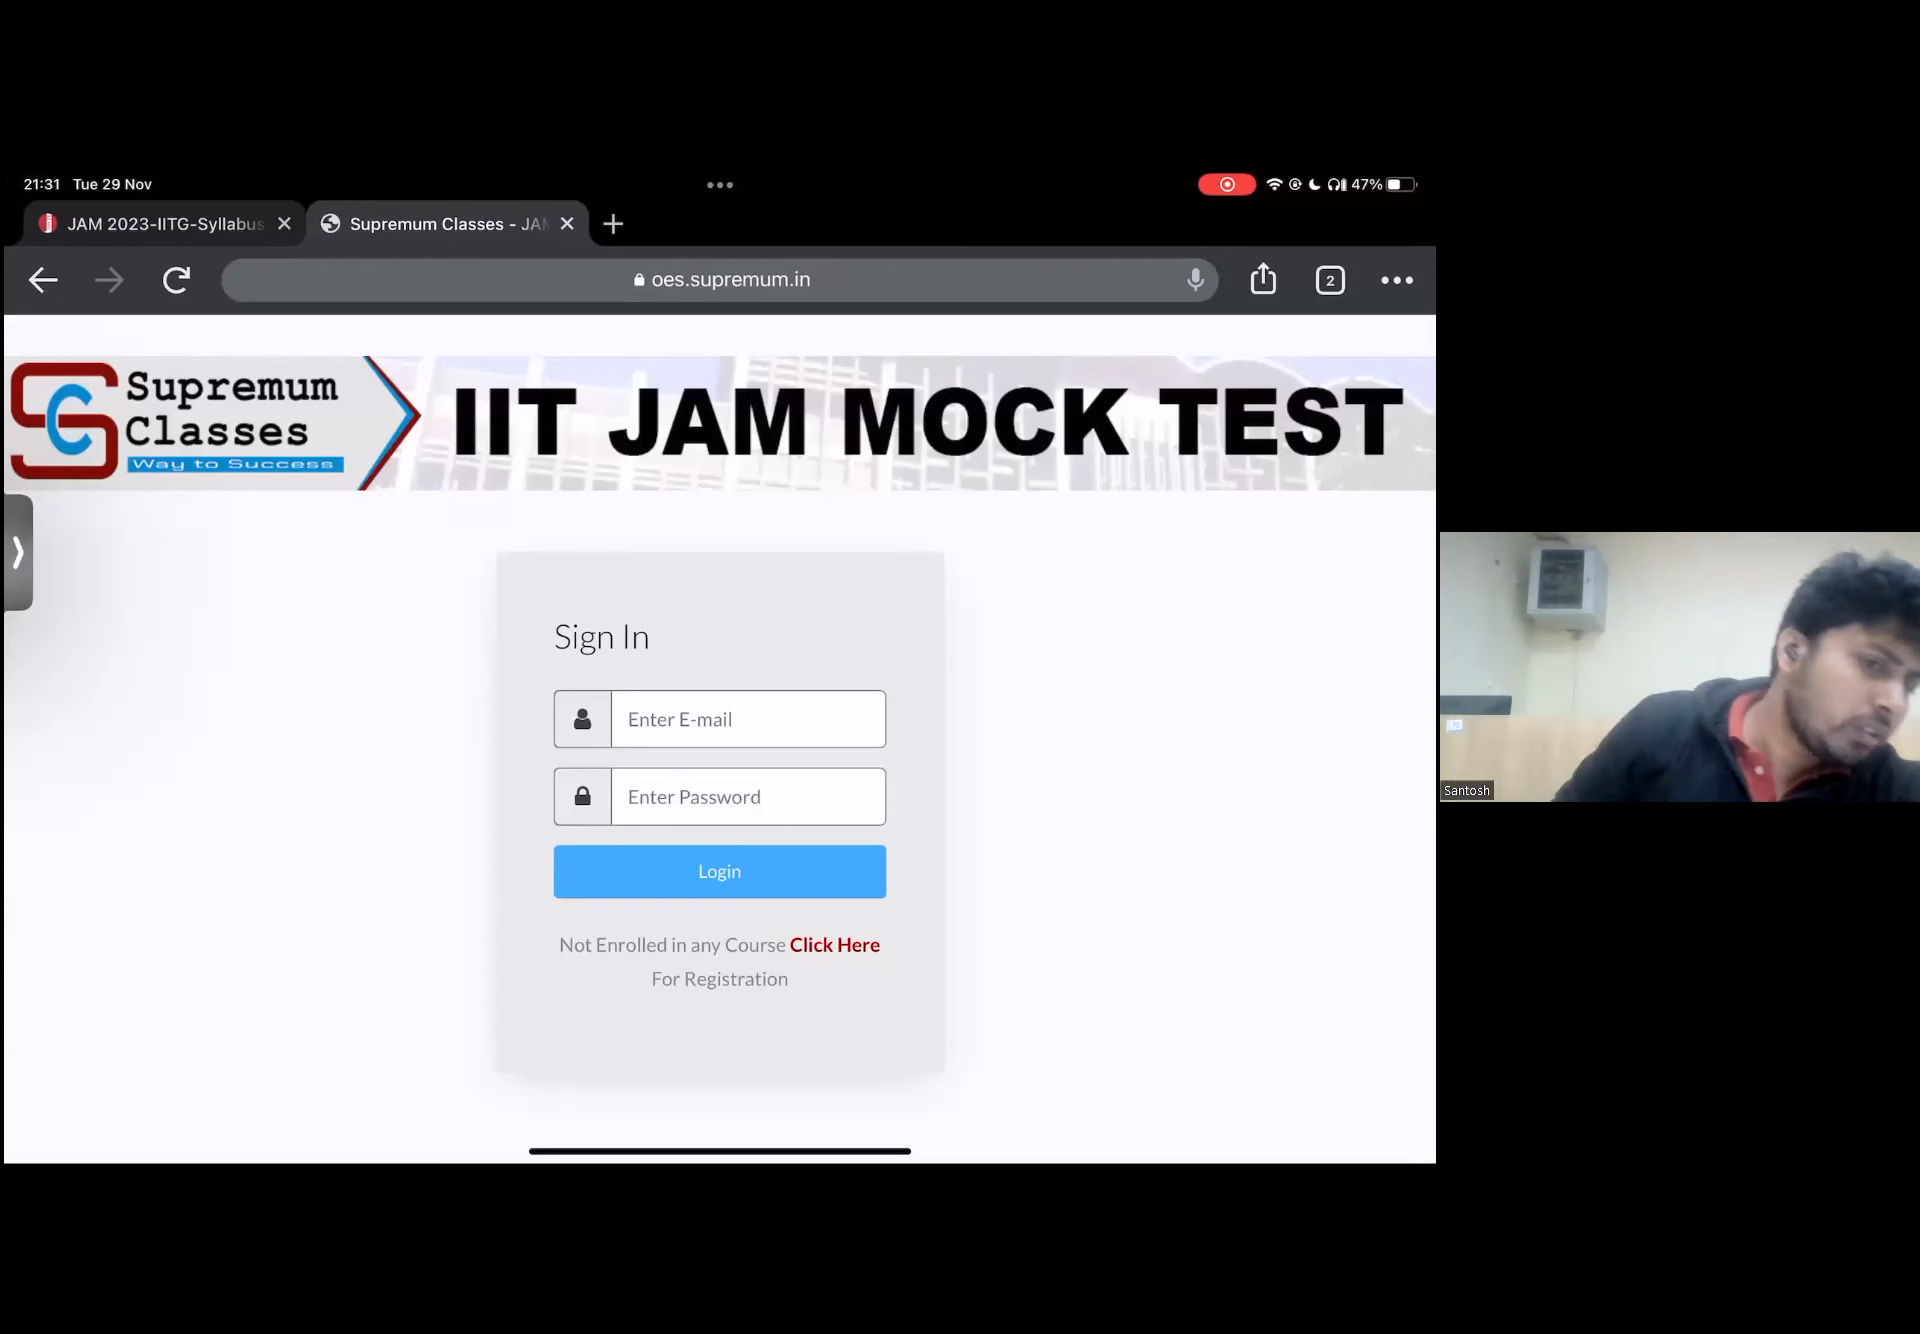 21:31 Tue 29 Nov
47%
JAM 2023-IITG-Syllabus
Supremum Classes - JAM
oes.supremum.in
2
Supremum
Classes
Way to Success
IIT JAM MOCK TEST
Sign In
Enter E-mail
Enter Password
Login
Not Enrolled in any Course Click Here
For Registration
Santosh